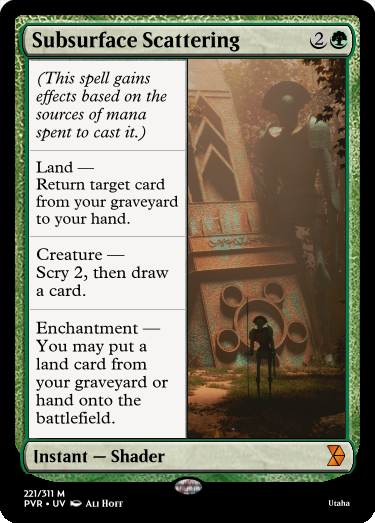 Subsurface Scattering 2
(This spell gains
effects based on the
sources of mana
spent to cast it.)
Land —
Return target card
from your graveyard
to your hand.
Creature —
Scry 2, then draw
a card.
Enchantment —
You may put a
land card from
your graveyard or
hand onto the
battlefield.
Instant — Shader
221/311 M
PVR • UV Ali Hoff
Utaha